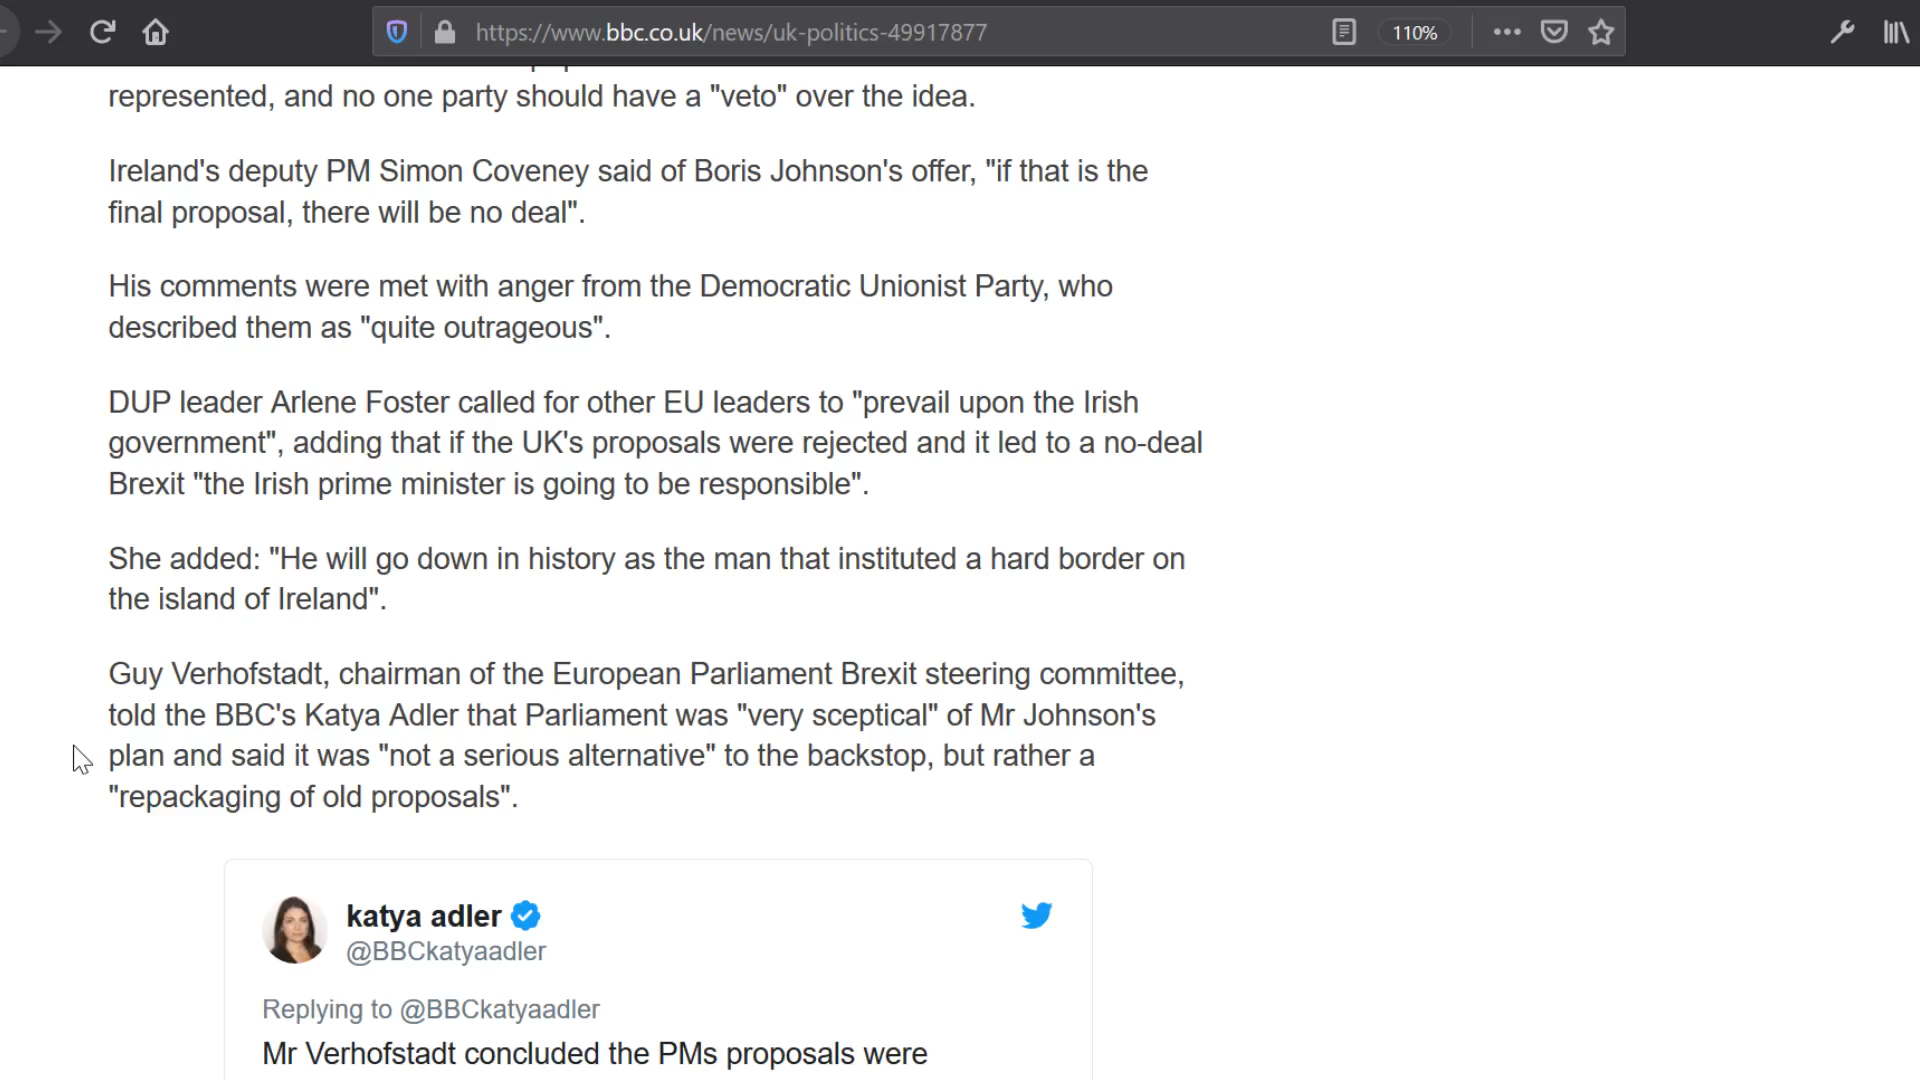 https://www.bbc.co.uk/news/uk-politics-49917877
110%
represented, and no one party should have a "veto" over the idea.
Ireland's deputy PM Simon Coveney said of Boris Johnson's offer, "if that is the
final proposal, there will be no deal".
His comments were met with anger from the Democratic Unionist Party, who
described them as "quite outrageous".
DUP leader Arlene Foster called for other EU leaders to "prevail upon the Irish
government", adding that if the UK's proposals were rejected and it led to a no-deal
Brexit "the Irish prime minister is going to be responsible".
She added: "He will go down in history as the man that instituted a hard border on
the island of Ireland".
Guy Verhofstadt, chairman of the European Parliament Brexit steering committee,
told the BBC's Katya Adler that Parliament was "very sceptical" of Mr Johnson's
plan and said it was "not a serious alternative" to the backstop, but rather a
"repackaging of old proposals".
katya adler
@BBCkatyaadler
Replying to @BBCkatyaadler
Mr Verhofstadt concluded the PMs proposals were